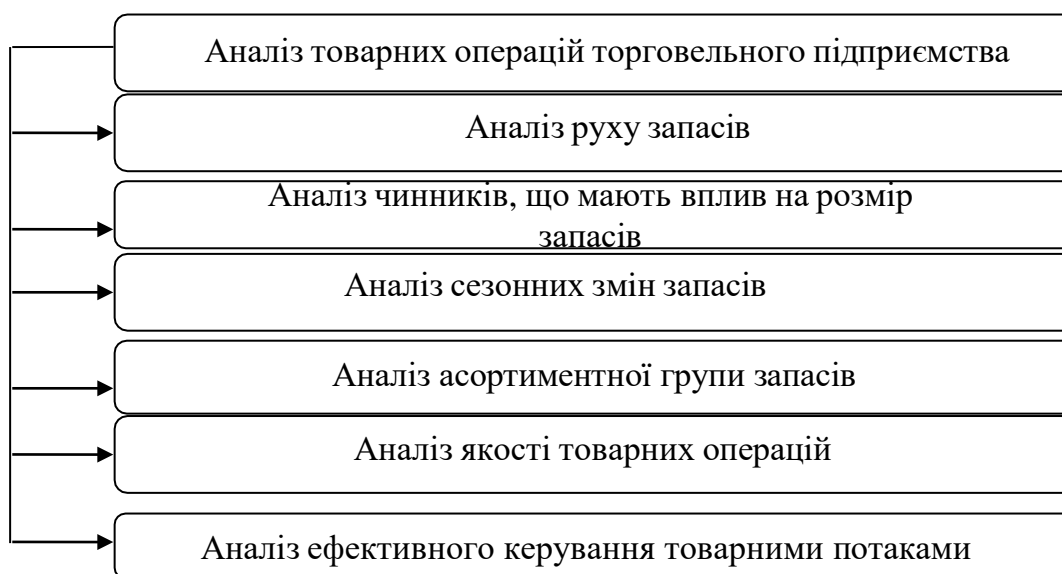 Аналіз товарних операцій торговельного підприємства
Аналіз руху запасів
Аналіз чинників, що мають вплив на розмір
запасів
Аналіз сезонних змін запасів
Аналіз асортиментної групи запасів
Аналіз якості товарних операцій
Аналіз ефективного керування товарними потаками